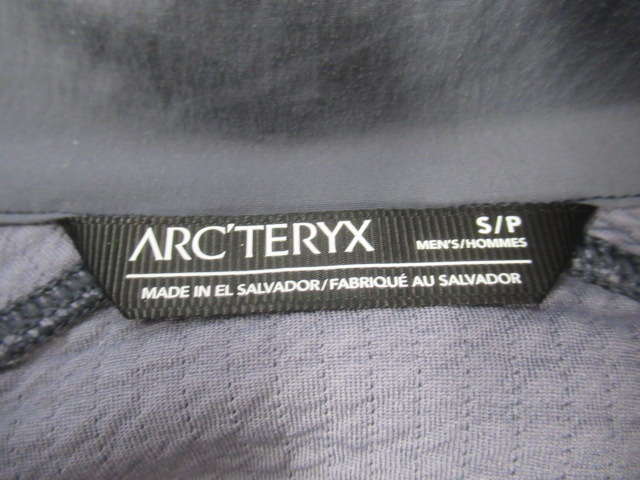 ARC'TERYX
S/P
MEN'S/HOMMES
MADE IN EL SALVADOR/FABRIQUÉ AU SALVADOR